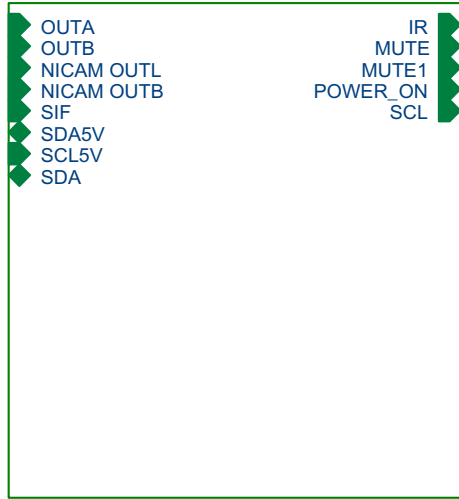 OUTA
OUTB
NICAM OUTL
NICAM OUTB
SIF
SDA5V
SCL5V
SDA
IR
MUTE
MUTE1
POWER_ON
SCL